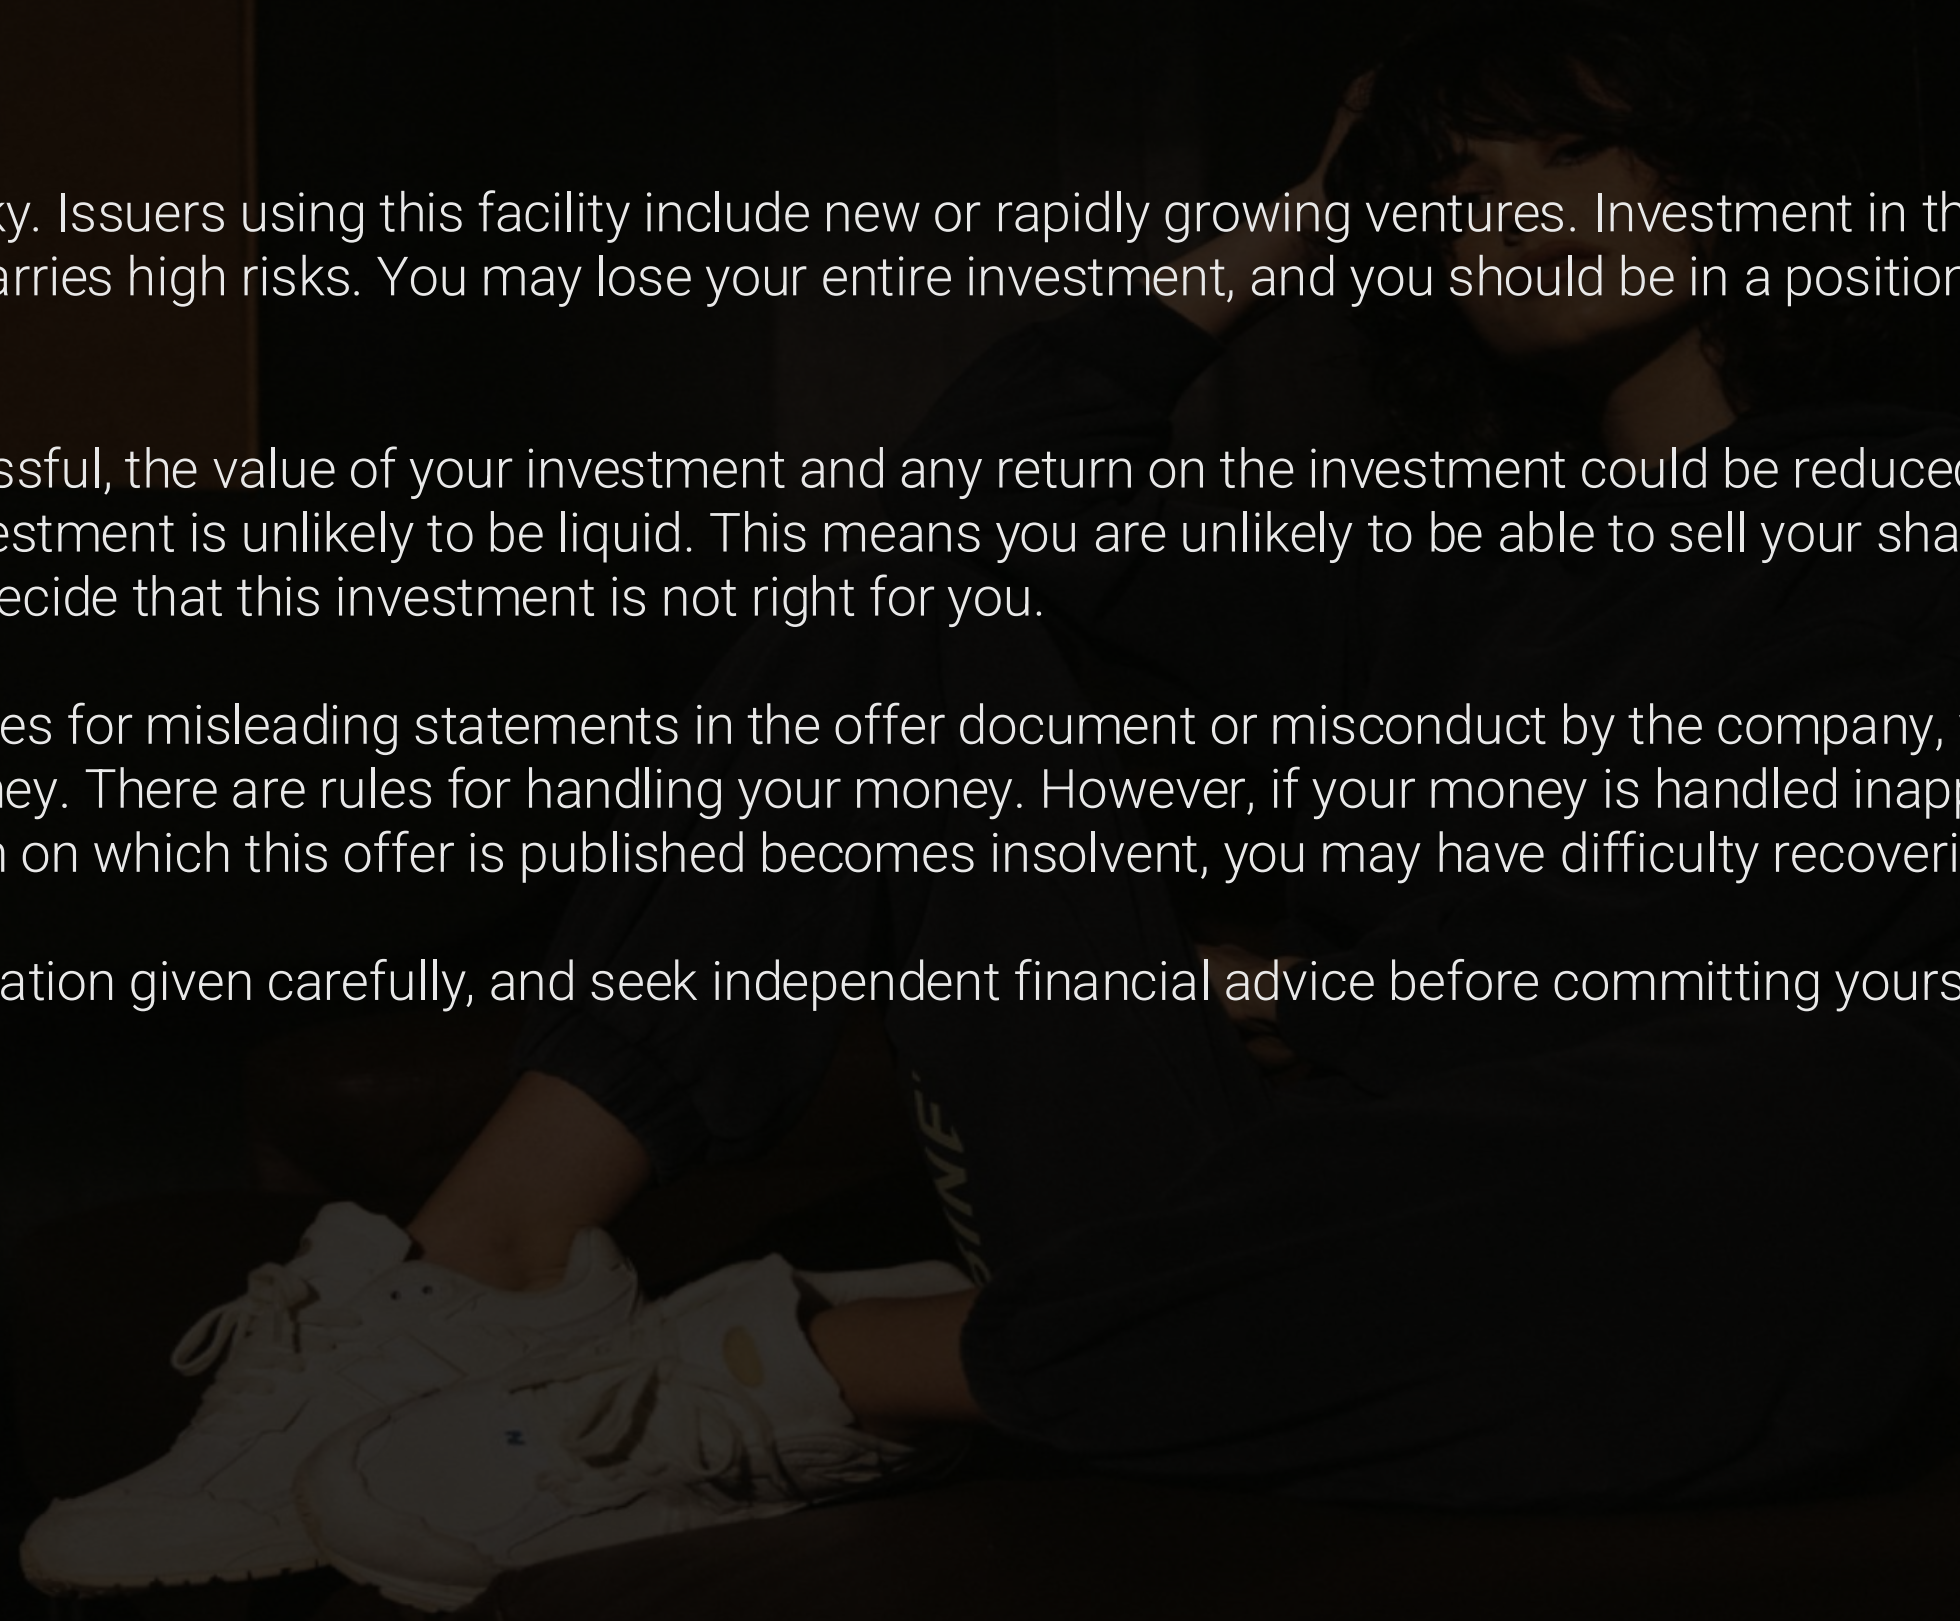 ky. Issuers using this facility include new or rapidly growing ventures. Investment in th
arries high risks. You may lose your entire investment, and you should be in a position
ssful, the value of your investment and any return on the investment could be reduced
estment is unlikely to be liquid. This means you are unlikely to be able to sell your sha
ecide that this investment is not right for you.
es for misleading statements in the offer document or misconduct by the company,
ney. There are rules for handling your money. However, if your money is handled inapp
n on which this offer is published becomes insolvent, you may have difficulty recoveri
ation given carefully, and seek independent financial advice before committing yours